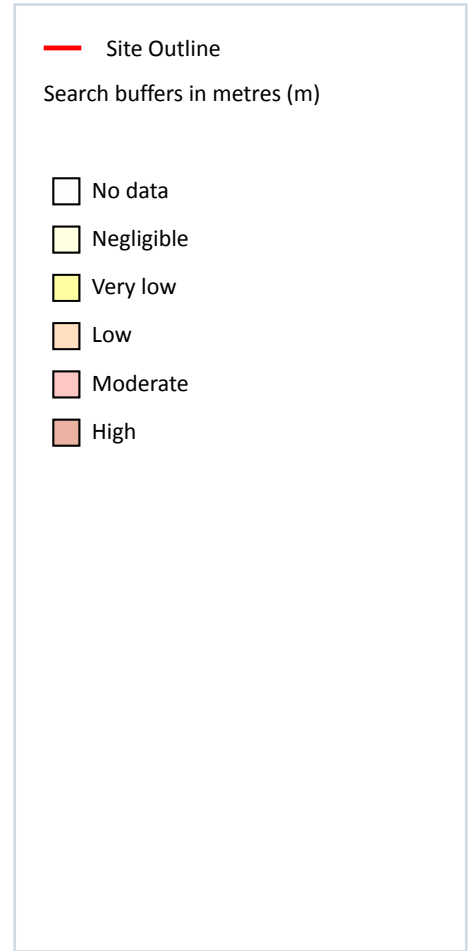 Site Outline
Search buffers in metres (m)
No data
Negligible
Very low
Low
Moderate
High